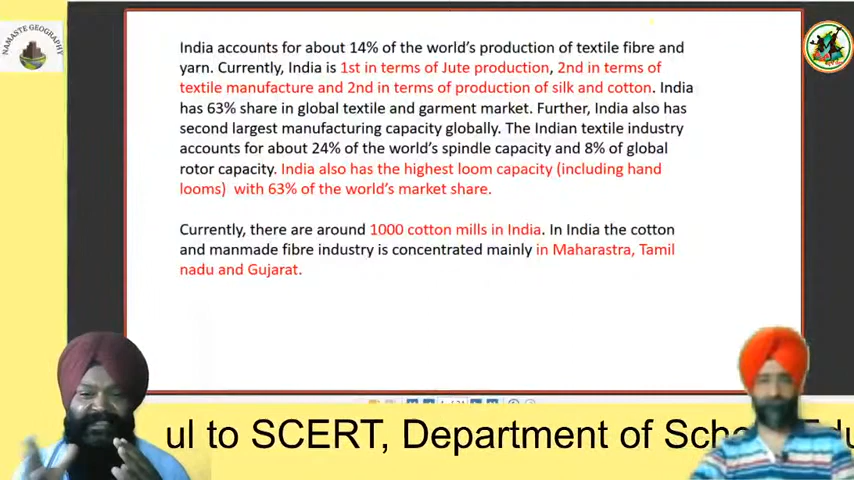 NAMASTE GEOGRAPHY
India accounts for about 14% of the world's production of textile fibre and
yarn. Currently, India is 1st in terms of Jute production, 2nd in terms of
textile manufacture and 2nd in terms of production of silk and cotton. India
has 63% share in global textile and garment market. Further, India also has
second largest manufacturing capacity globally. The Indian textile industry
accounts for about 24% of the world's spindle capacity and 8% of global
rotor capacity. India also has the highest loom capacity (including hand
looms) with 63% of the world's market share.
Currently, there are around 1000 cotton mills in India. In India the cotton
and manmade fibre industry is concentrated mainly in Maharastra, Tamil
nadu and Gujarat.
ul to SCERT, Department of